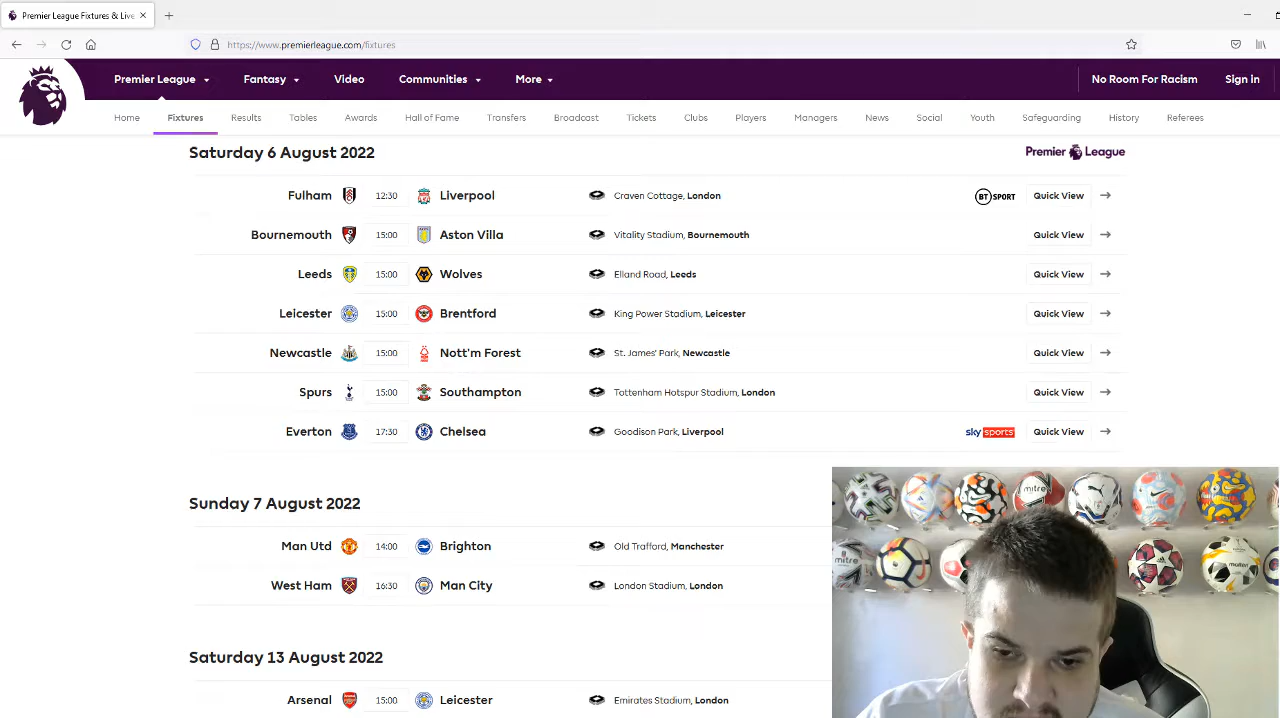 Premier League Fixtures & Live
https://www.premierleague.com/fixtures
Premier League Fantasy Video Communities More No Room For Racism Sign In
Home Fixtures Results Tables Awards Hall of Fame Transfers Broadcast Tickets Clubs Players Managers News Social Youth Safeguarding History Referees
Saturday 6 August 2022 Premier League
Fulham 12:30 Liverpool Craven Cottage, London BT SPORT Quick View
Bournemouth 15:00 Aston Villa Vitality Stadium, Bournemouth Quick View
Leeds 15:00 Wolves Elland Road, Leeds Quick View
Leicester 15:00 Brentford King Power Stadium, Leicester Quick View
Newcastle 15:00 Nott'm Forest St. James' Park, Newcastle Quick View
Spurs 15:00 Southampton Tottenham Hotspur Stadium, London Quick View
Everton 17:30 Chelsea Goodison Park, Liverpool sky sports Quick View
Sunday 7 August 2022
Man Utd 14:00 Brighton Old Trafford, Manchester
West Ham 16:30 Man City London Stadium, London
Saturday 13 August 2022
Arsenal 15:00 Leicester Emirates Stadium, London
mitre
mitre
molten